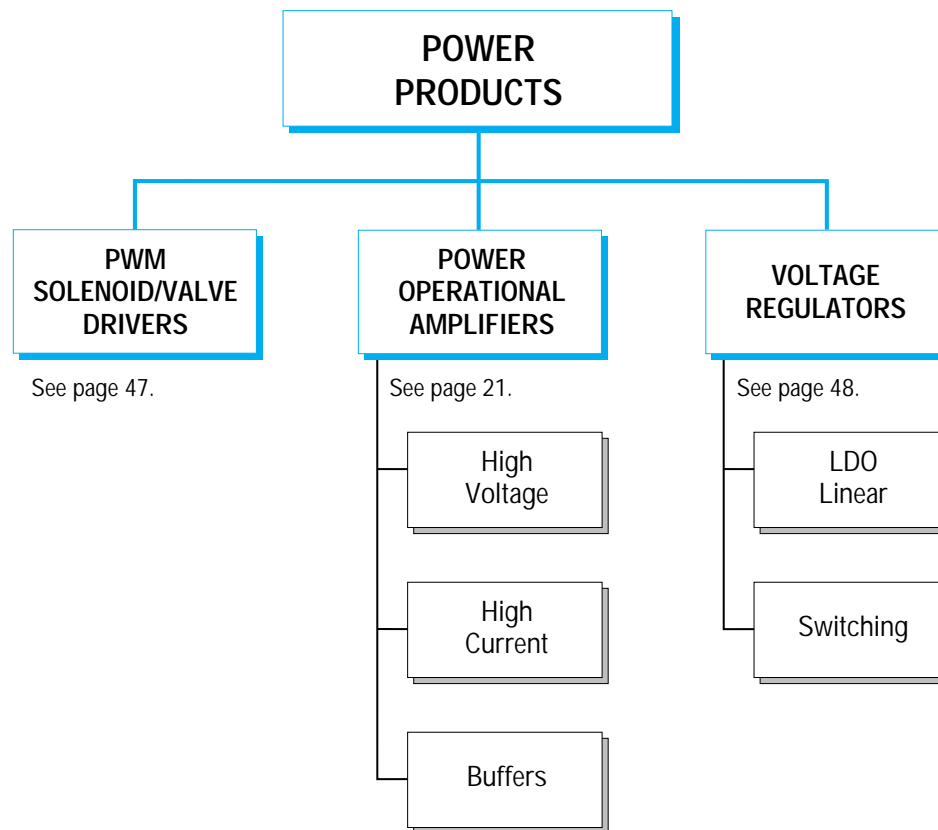 POWER
PRODUCTS
PWM
SOLENOID/VALVE
DRIVERS
See page 47.
POWER
OPERATIONAL
AMPLIFIERS
See page 21.
High
Voltage
High
Current
Buffers
VOLTAGE
REGULATORS
See page 48.
LDO
Linear
Switching